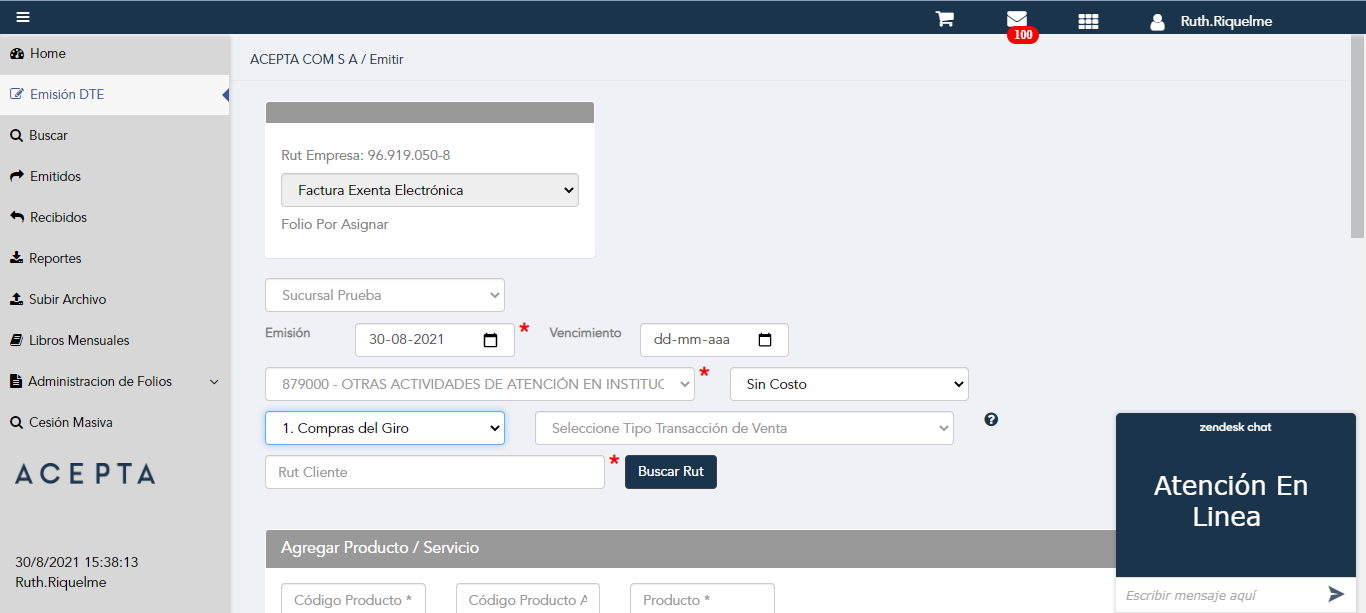 100
Ruth.Riquelme
Home
Emisión DTE
Buscar
Emitidos
Recibidos
Reportes
Subir Archivo
Libros Mensuales
Administracion de Folios
Cesión Masiva
ACEPTA
30/8/2021 15:38:13
Ruth.Riquelme
ACEPTA COM S A / Emitir
Rut Empresa: 96.919.050-8
Factura Exenta Electrónica
Folio Por Asignar
Sucursal Prueba
Emisión 30-08-2021 * Vencimiento dd-mm-aaa
879000 - OTRAS ACTIVIDADES DE ATENCIÓN EN INSTITUC * Sin Costo
1. Compras del Giro Seleccione Tipo Transacción de Venta ?
Rut Cliente * Buscar Rut
Agregar Producto / Servicio
Código Producto * Código Producto A Producto *
zendesk chat
Atención En
Linea
Escribir mensaje aquí